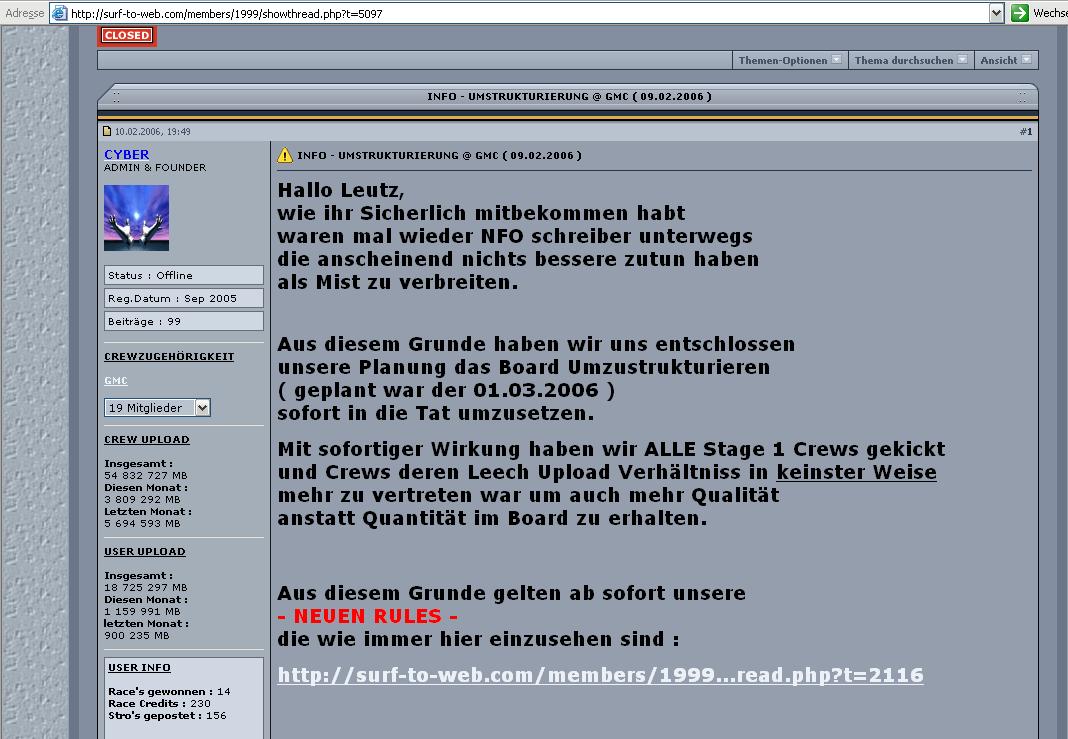 Adresse http://surf-to-web.com/members/1999/showthread.php?t=5097 Wechse
CLOSED
Themen-Optionen Thema durchsuchen Ansicht
:: INFO - UMSTRUKTURIERUNG @ GMC ( 09.02.2006 ) ::
10.02.2006, 19:49 #1
CYBER
ADMIN & FOUNDER
Status : Offline
Reg.Datum : Sep 2005
Beiträge : 99
CREWZUGEHÖRIGKEIT
GMC
19 Mitglieder
CREW UPLOAD
Insgesamt :
54 832 727 MB
Diesen Monat :
3 809 292 MB
Letzten Monat :
5 694 593 MB
USER UPLOAD
Insgesamt :
18 725 297 MB
Diesen Monat :
1 159 991 MB
letzten Monat :
900 235 MB
USER INFO
Race's gewonnen : 14
Race Credits : 230
Stro's gepostet : 156
INFO - UMSTRUKTURIERUNG @ GMC ( 09.02.2006 )
Hallo Leutz,
wie ihr Sicherlich mitbekommen habt
waren mal wieder NFO schreiber unterwegs
die anscheinend nichts bessere zutun haben
als Mist zu verbreiten.
Aus diesem Grunde haben wir uns entschlossen
unsere Planung das Board Umzustrukturieren
( geplant war der 01.03.2006 )
sofort in die Tat umzusetzen.
Mit sofortiger Wirkung haben wir ALLE Stage 1 Crews gekickt
und Crews deren Leech Upload Verhältniss in keinster Weise
mehr zu vertreten war um auch mehr Qualität
anstatt Quantität im Board zu erhalten.
Aus diesem Grunde gelten ab sofort unsere
- NEUEN RULES -
die wie immer hier einzusehen sind :
http://surf-to-web.com/members/1999...read.php?t=2116